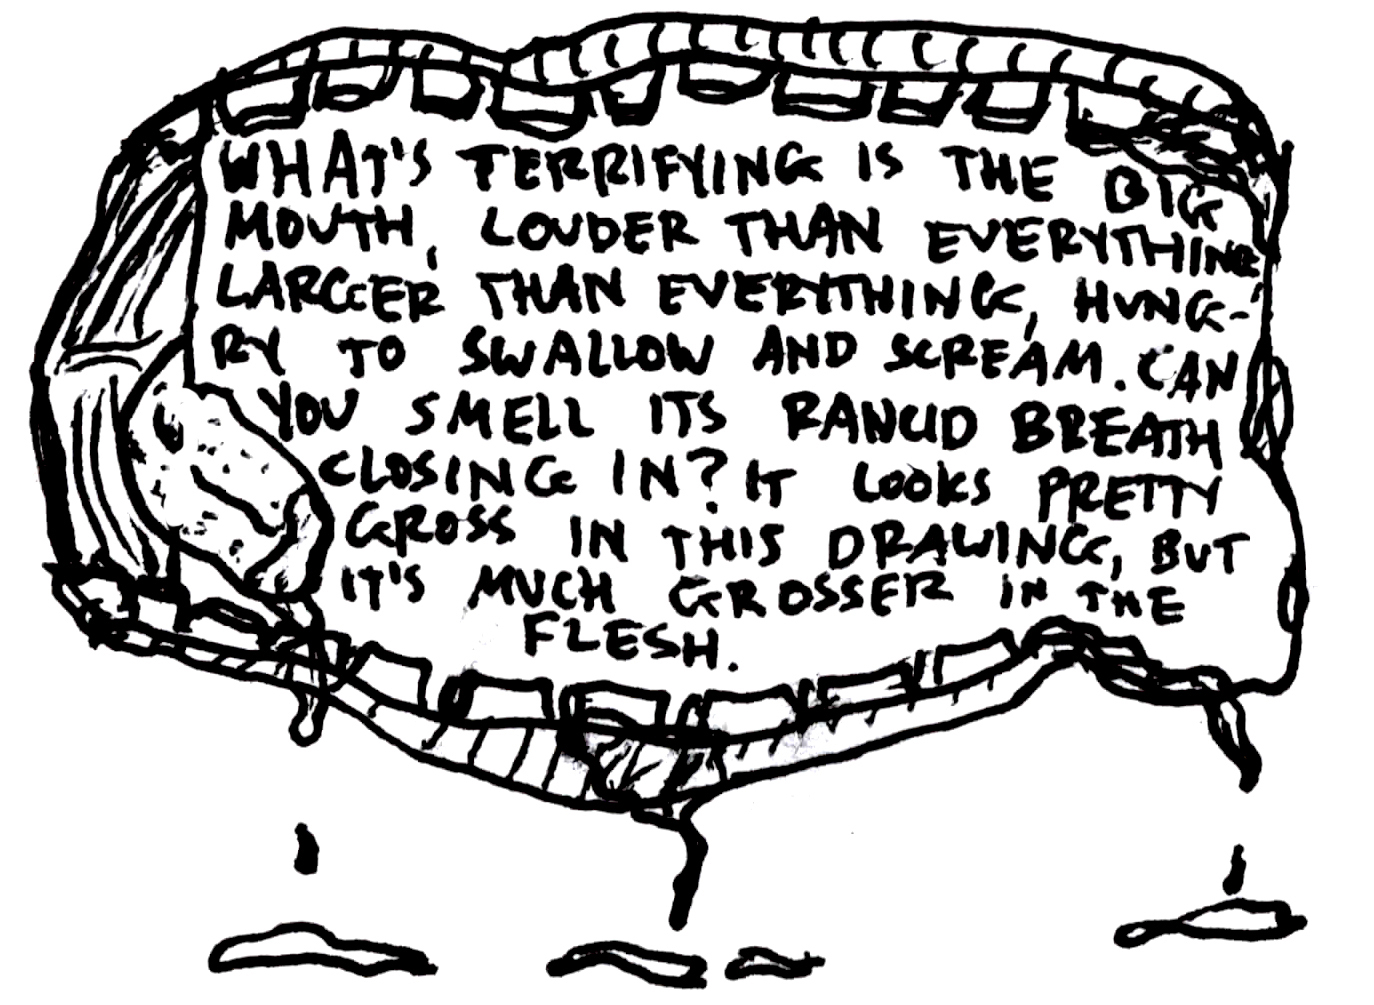 WHAT'S TERRIFYING IS THE BIG
MOUTH, LOUDER THAN EVERYTHING
LARGER THAN EVERYTHING, HUNG-
RY TO SWALLOW AND SCREAM. CAN
YOU SMELL ITS RANCID BREATH
CLOSING IN? IT LOOKS PRETTY
GROSS IN THIS DRAWING, BUT
IT'S MUCH GROSSER IN THE
FLESH.